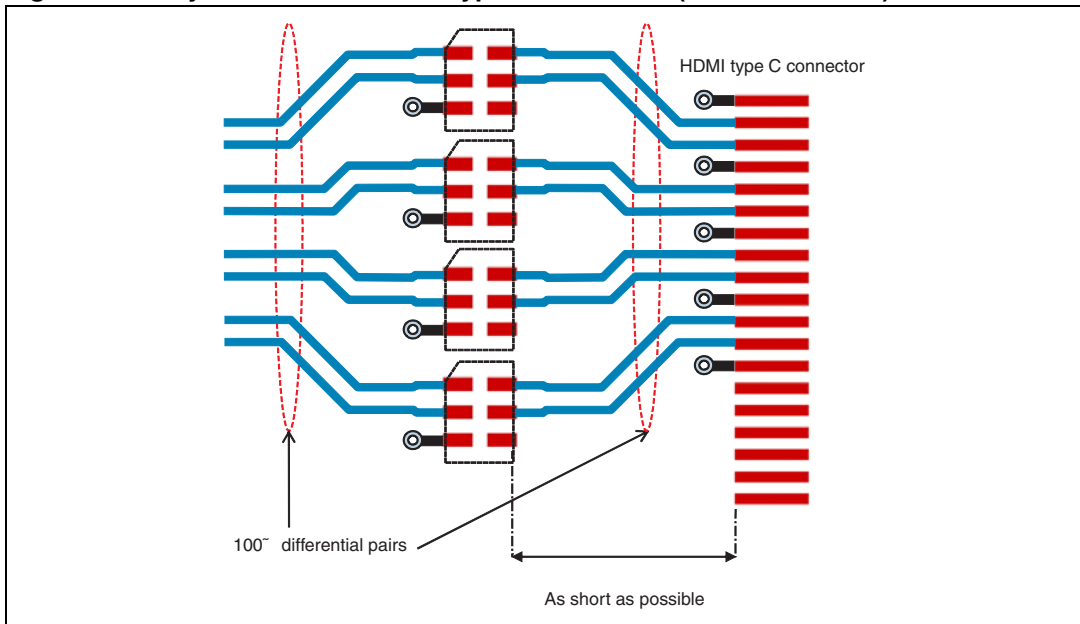 HDMI type C connector
100˜ differential pairs
As short as possible